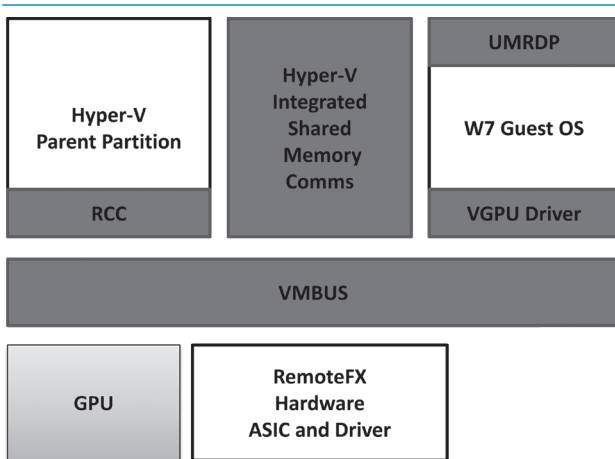 Hyper-V
Parent Partition
RCC
Hyper-V
Integrated
Shared
Memory
Comms
UMRDP
W7 Guest OS
VGPU Driver
VMBUS
GPU
RemoteFX
Hardware
ASIC and Driver